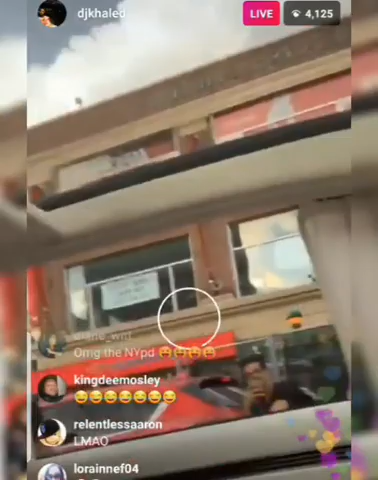 djkhaled
LIVE
4,125
Omg the NYpd 😝😝😝😝
kingdeemosley
😂😂😂😂😂😂😂
relentlessaaron
LMAO
lorainnef04